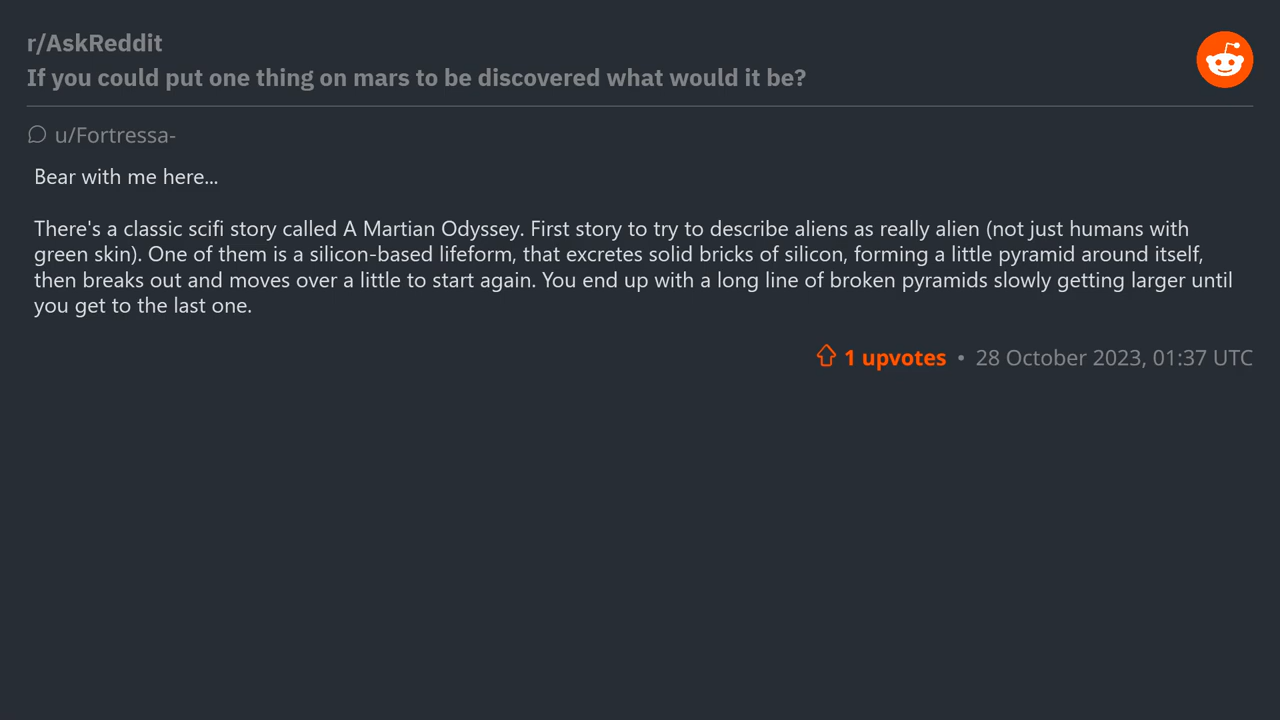 r/AskReddit
If you could put one thing on mars to be discovered what would it be?
u/Fortressa-
Bear with me here...
There's a classic scifi story called A Martian Odyssey. First story to try to describe aliens as really alien (not just humans with
green skin). One of them is a silicon-based lifeform, that excretes solid bricks of silicon, forming a little pyramid around itself,
then breaks out and moves over a little to start again. You end up with a long line of broken pyramids slowly getting larger until
you get to the last one.
1 upvotes • 28 October 2023, 01:37 UTC